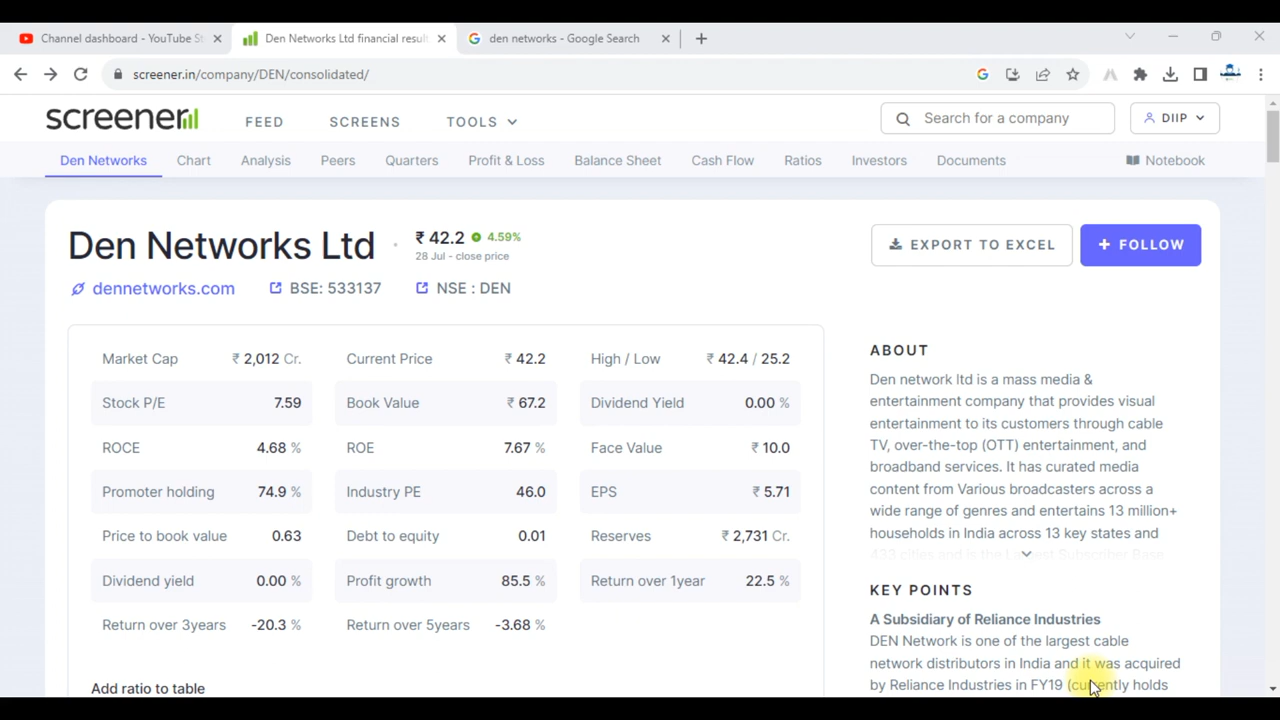 Channel dashboard - YouTube St
Den Networks Ltd financial result
den networks - Google Search
screener.in/company/DEN/consolidated/
screener
FEED
SCREENS
TOOLS
Search for a company
DIIP
Den Networks
Chart
Analysis
Peers
Quarters
Profit & Loss
Balance Sheet
Cash Flow
Ratios
Investors
Documents
Notebook
Den Networks Ltd
₹ 42.2 4.59%
28 Jul - close price
EXPORT TO EXCEL
+ FOLLOW
dennetworks.com
BSE: 533137
NSE : DEN
Market Cap ₹ 2,012 Cr.
Current Price ₹ 42.2
High / Low ₹ 42.4 / 25.2
Stock P/E 7.59
Book Value ₹ 67.2
Dividend Yield 0.00 %
ROCE 4.68 %
ROE 7.67 %
Face Value ₹ 10.0
Promoter holding 74.9 %
Industry PE 46.0
EPS ₹ 5.71
Price to book value 0.63
Debt to equity 0.01
Reserves ₹ 2,731 Cr.
Dividend yield 0.00 %
Profit growth 85.5 %
Return over 1year 22.5 %
Return over 3years -20.3 %
Return over 5years -3.68 %
Add ratio to table
ABOUT
Den network ltd is a mass media &
entertainment company that provides visual
entertainment to its customers through cable
TV, over-the-top (OTT) entertainment, and
broadband services. It has curated media
content from Various broadcasters across a
wide range of genres and entertains 13 million+
households in India across 13 key states and
433 cities and is the Largest Subscriber Base
KEY POINTS
A Subsidiary of Reliance Industries
DEN Network is one of the largest cable
network distributors in India and it was acquired
by Reliance Industries in FY19 (currently holds